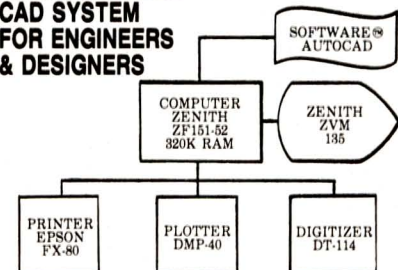 CAD SYSTEM
FOR ENGINEERS
& DESIGNERS
SOFTWARE®
AUTOCAD
COMPUTER
ZENITH
ZF151-52
320K RAM
ZENITH
ZVM
135
PRINTER
EPSON
FX-80
PLOTTER
DMP-40
DIGITIZER
DT-114